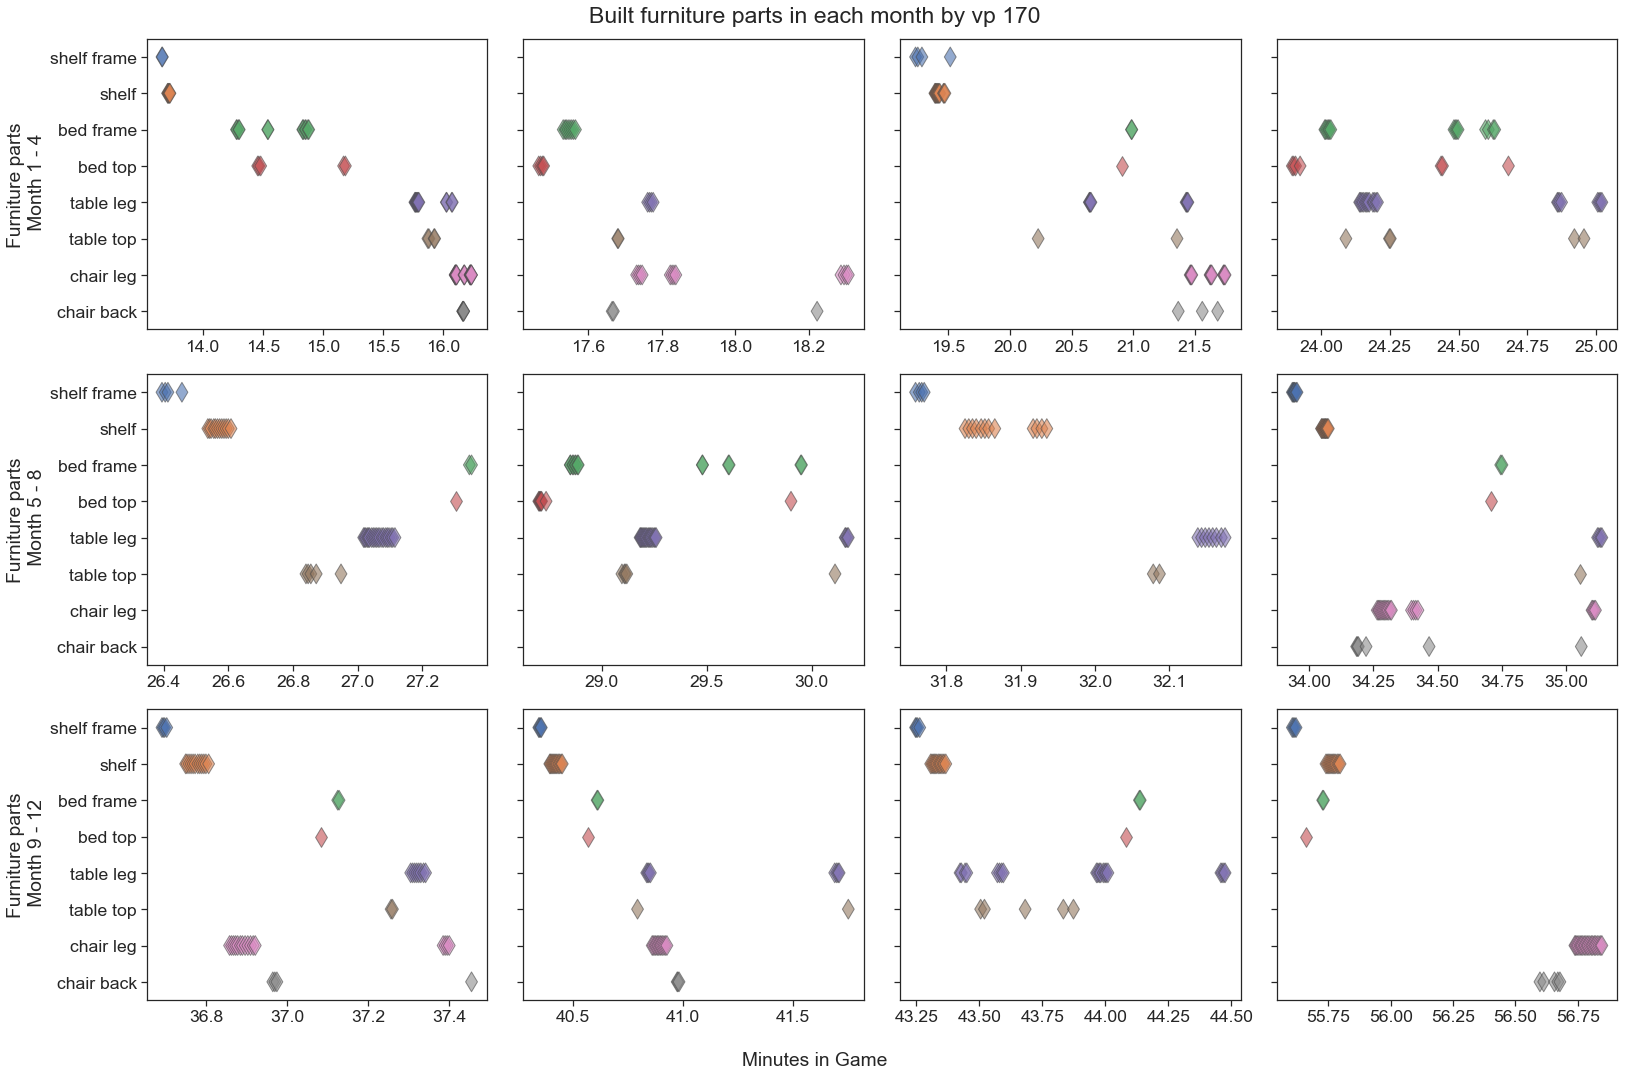 Built furniture parts in each month by vp 170
Furniture parts
Month 1 - 4
shelf frame
shelf
bed frame
bed top
table leg
table top
chair leg
chair back
14.0 14.5 15.0 15.5 16.0
17.6 17.8 18.0 18.2
19.5 20.0 20.5 21.0 21.5
24.00 24.25 24.50 24.75 25.00
Furniture parts
Month 5 - 8
shelf frame
shelf
bed frame
bed top
table leg
table top
chair leg
chair back
26.4 26.6 26.8 27.0 27.2
29.0 29.5 30.0
31.8 31.9 32.0 32.1
34.00 34.25 34.50 34.75 35.00
Furniture parts
Month 9 - 12
shelf frame
shelf
bed frame
bed top
table leg
table top
chair leg
chair back
36.8 37.0 37.2 37.4
40.5 41.0 41.5
43.25 43.50 43.75 44.00 44.25 44.50
55.75 56.00 56.25 56.50 56.75
Minutes in Game